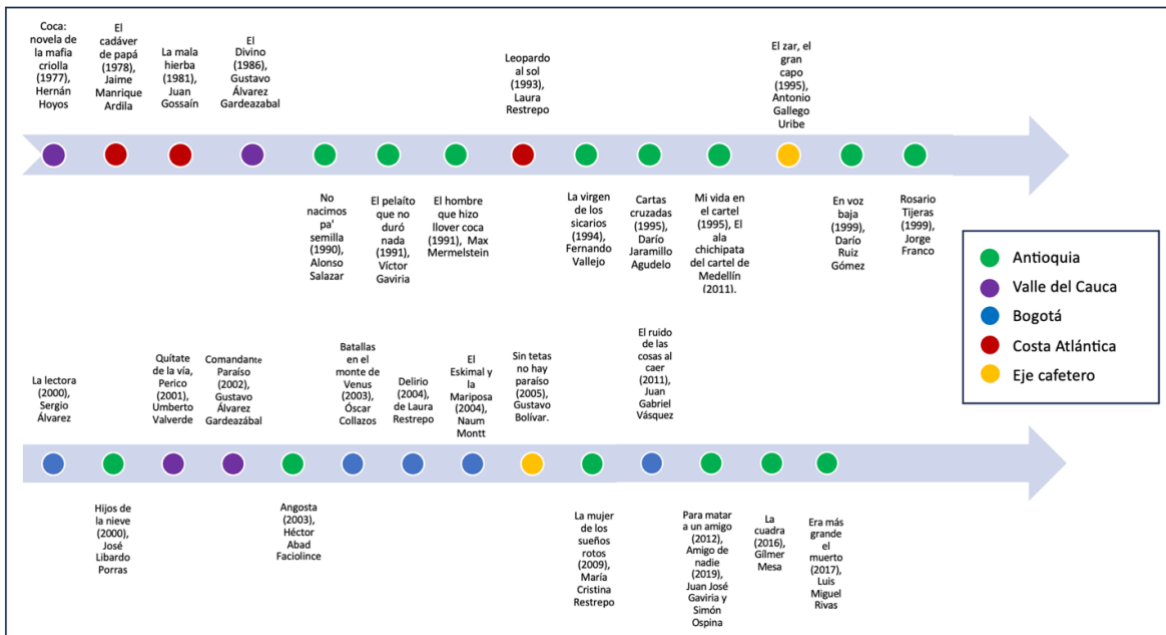 Coca:
novela de
la mafia
criolla
(1977),
Hernán
Hoyos
El
cadáver
de papá
(1978),
Jaime
Manrique
Ardila
La mala
hierba
(1981),
Juan
Gossaín
El
Divino
(1986),
Gustavo
Álvarez
Gardeazabal
Leopardo
al sol
(1993),
Laura
Restrepo
El zar, el
gran
capo
(1995),
Antonio
Gallego
Uribe
No
nacimos
pa'
semilla
(1990),
Alonso
Salazar
El pelaíto
que no
duró
nada
(1991),
Víctor
Gaviria
El hombre
que hizo
llover coca
(1991), Max
Mermelstein
La virgen
de los
sicarios
(1994),
Fernando
Vallejo
Cartas
cruzadas
(1995),
Darío
Jaramillo
Agudelo
Mi vida en
el cartel
(1995), El
ala
chichipata
del cartel de
Medellín
(2011).
En voz
baja
(1999),
Darío
Ruiz
Gómez
Rosario
Tijeras
(1999),
Jorge
Franco
Antioquia
Valle del Cauca
Bogotá
Costa Atlántica
Eje cafetero
La lectora
(2000),
Sergio
Álvarez
Quítate
de la vía,
Perico
(2001),
Umberto
Valverde
Comandante
Paraíso
(2002),
Gustavo
Álvarez
Gardeazábal
Batallas
en el
monte de
Venus
(2003),
Óscar
Collazos
Delirio
(2004),
de Laura
Restrepo
El
Eskimal
y la
Mariposa
(2004),
Naum
Montt
Sin tetas
no hay
paraíso
(2005),
Gustavo
Bolívar.
El ruido
de las
cosas al
caer
(2011),
Juan
Gabriel
Vásquez
Hijos de
la nieve
(2000),
José
Libardo
Porras
Angosta
(2003),
Héctor
Abad
Faciolince
La mujer
de los
sueños
rotos
(2009),
María
Cristina
Restrepo
Para matar
a un amigo
(2012),
Amigo de
nadie
(2019),
Juan José
Gaviria y
Simón
Ospina
La
cuadra
(2016),
Gílmer
Mesa
Era más
grande el
muerto
(2017),
Luis
Miguel
Rivas